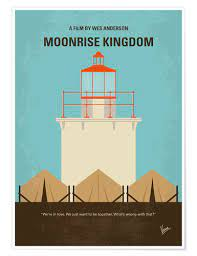 A FILM BY WES ANDERSON
MOONRISE KINGDOM
"We're in love. We just want to be together. What's wrong with that?"